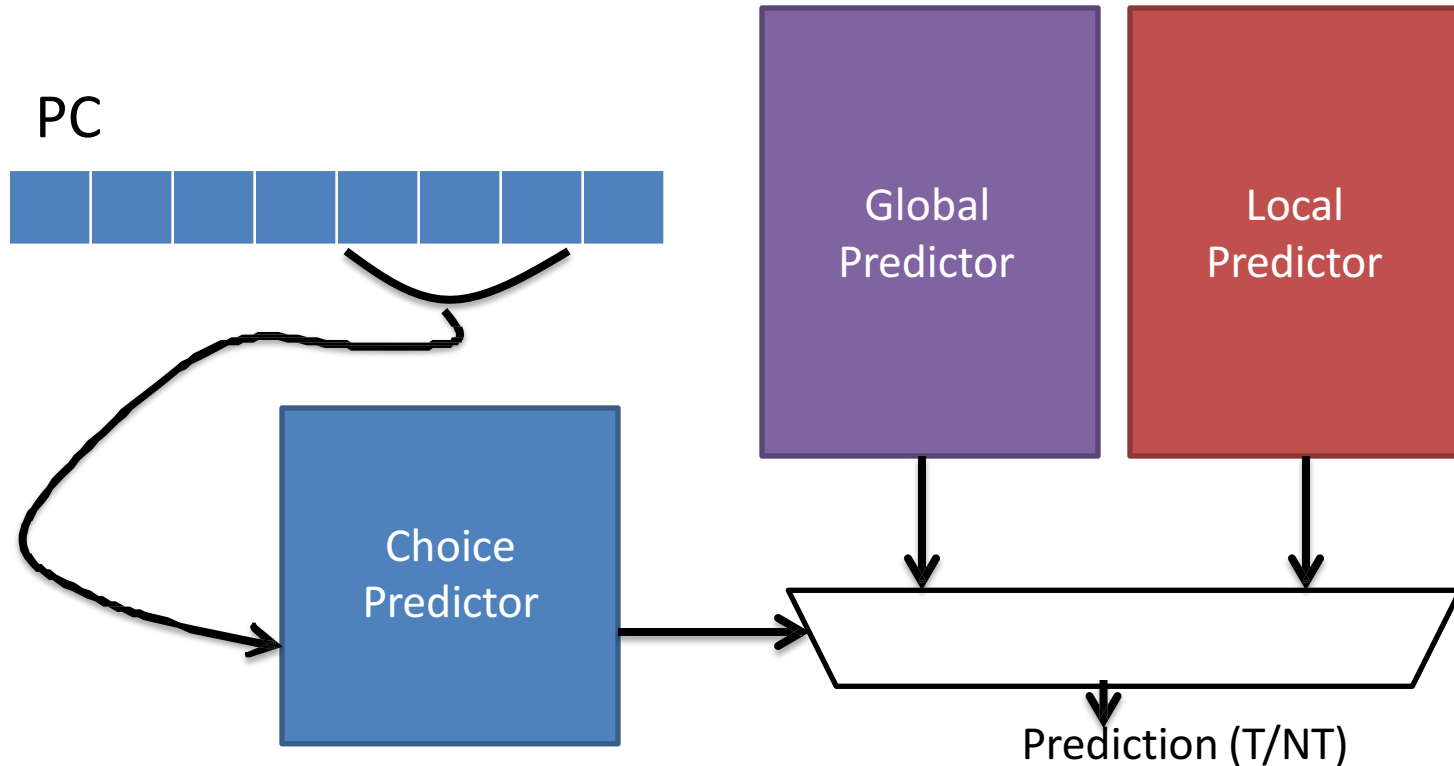 PC
Global
Predictor
Local
Predictor
Choice
Predictor
Prediction (T/NT)